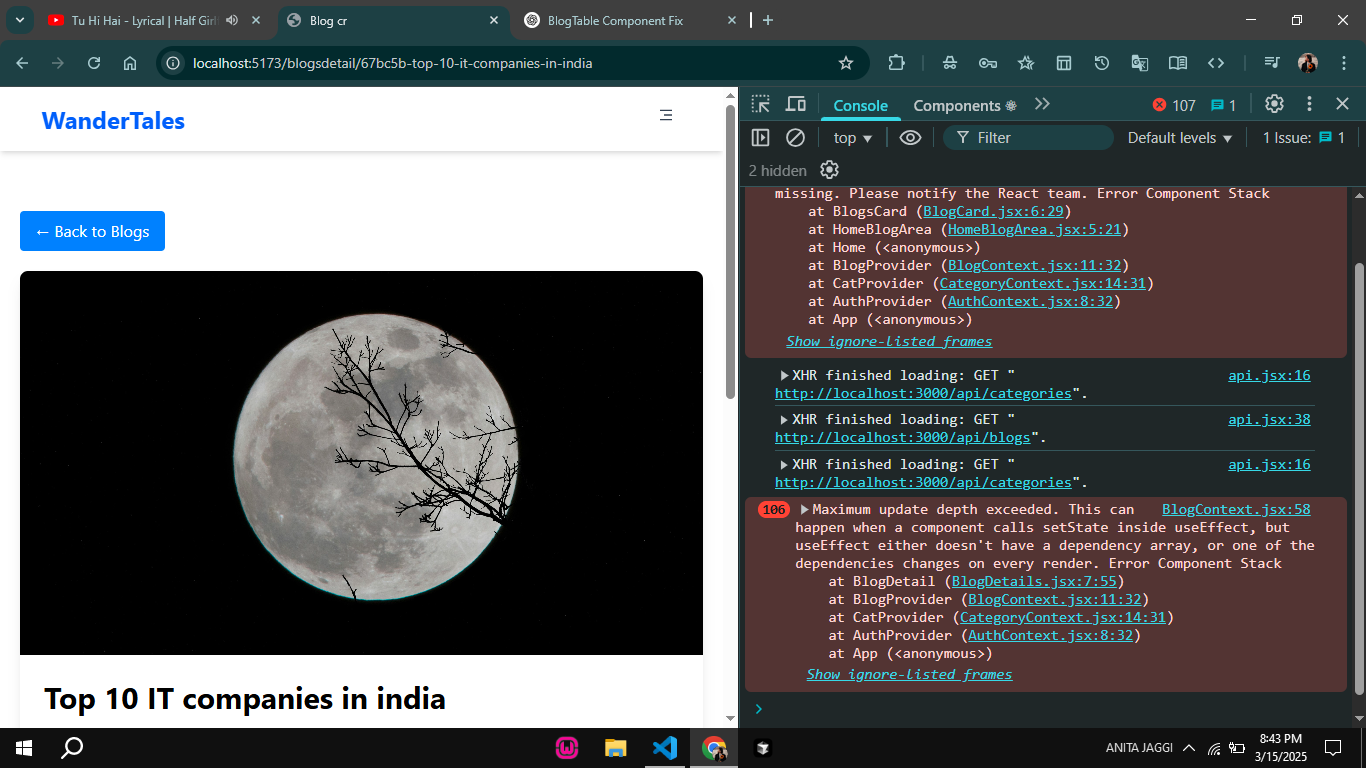 Tu Hi Hai - Lyrical | Half Girl
Blog cr
BlogTable Component Fix
localhost:5173/blogsdetail/67bc5b-top-10-it-companies-in-india
WanderTales
← Back to Blogs
Top 10 IT companies in india
Console
Components
107
1
top
Filter
Default levels
1 Issue:
1
2 hidden
missing. Please notify the React team. Error Component Stack
at BlogsCard (BlogCard.jsx:6:29)
at HomeBlogArea (HomeBlogArea.jsx:5:21)
at Home (<anonymous>)
at BlogProvider (BlogContext.jsx:11:32)
at CatProvider (CategoryContext.jsx:14:31)
at AuthProvider (AuthContext.jsx:8:32)
at App (<anonymous>)
Show ignore-listed frames
XHR finished loading: GET " api.jsx:16
http://localhost:3000/api/categories".
XHR finished loading: GET " api.jsx:38
http://localhost:3000/api/blogs".
XHR finished loading: GET " api.jsx:16
http://localhost:3000/api/categories".
106 Maximum update depth exceeded. This can BlogContext.jsx:58
happen when a component calls setState inside useEffect, but
useEffect either doesn't have a dependency array, or one of the
dependencies changes on every render. Error Component Stack
at BlogDetail (BlogDetails.jsx:7:55)
at BlogProvider (BlogContext.jsx:11:32)
at CatProvider (CategoryContext.jsx:14:31)
at AuthProvider (AuthContext.jsx:8:32)
at App (<anonymous>)
Show ignore-listed frames
ANITA JAGGI
8:43 PM
3/15/2025